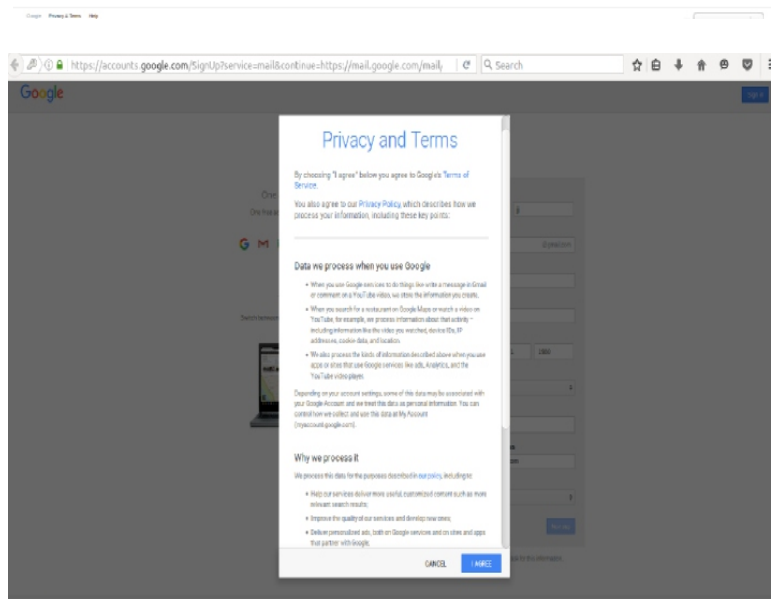 Google Privacy & Terms Help
https://accounts.google.com/SignUp?service=mail&continue=https://mail.google.com/mail/
Search
Google
Sign in
Privacy and Terms
By choosing "I agree" below you agree to Google's Terms of
Service.
You also agree to our Privacy Policy, which describes how we
process your information, including these key points:
One
One free
G M
@gmail.com
Data we process when you use Google
• When you use Google services to do things like write a message in Gmail
or comment on a YouTube video, we store the information you create.
• When you search for a restaurant on Google Maps or watch a video on
YouTube, for example, we process information about that activity –
including information like the video you watched, device IDs, IP
addresses, cookie data, and location.
• We also process the kinds of information described above when you use
apps or sites that use Google services like ads, Analytics, and the
YouTube video player.
Depending on your account settings, some of this data may be associated with
your Google Account and we treat this data as personal information. You can
control how we collect and use this data at My Account
(myaccount.google.com).
Why we process it
We process this data for the purposes described in our policy, including to:
• Help our services deliver more useful, customized content such as more
relevant search results;
• Improve the quality of our services and develop new ones;
• Deliver personalized ads, both on Google services and on sites and apps
that partner with Google;
CANCEL
I AGREE
for this information.